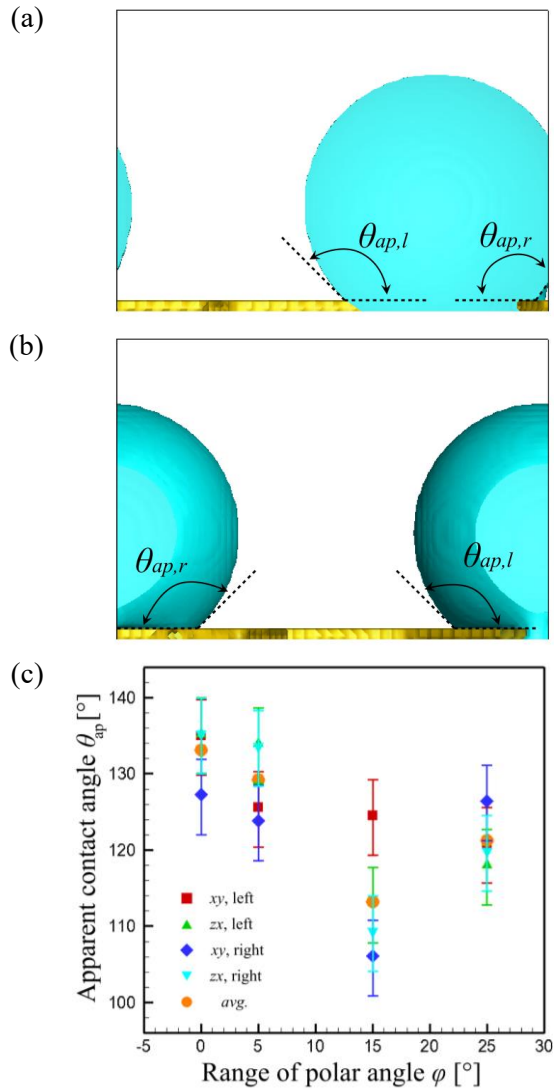 (a)
θap,l
θap,r
(b)
θap,r
θap,l
(c)
Apparent contact angle θap [°]
140
130
120
110
100
xy, left
zx, left
xy, right
zx, right
avg.
-5 0 5 10 15 20 25 30
Range of polar angle φ [°]